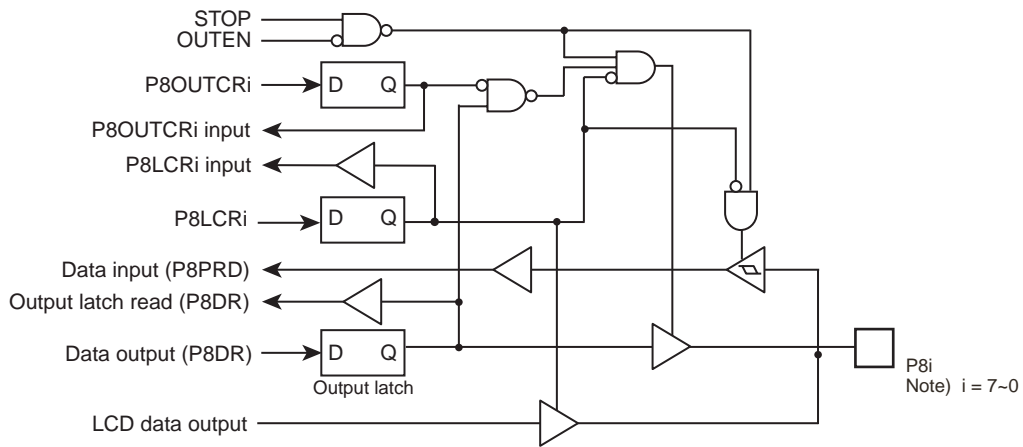 STOP
OUTEN
P8OUTCRi
D Q
P8OUTCRi input
P8LCRi input
P8LCRi
D Q
Data input (P8PRD)
Output latch read (P8DR)
Data output (P8DR)
D Q
Output latch
P8i
Note) i = 7~0
LCD data output